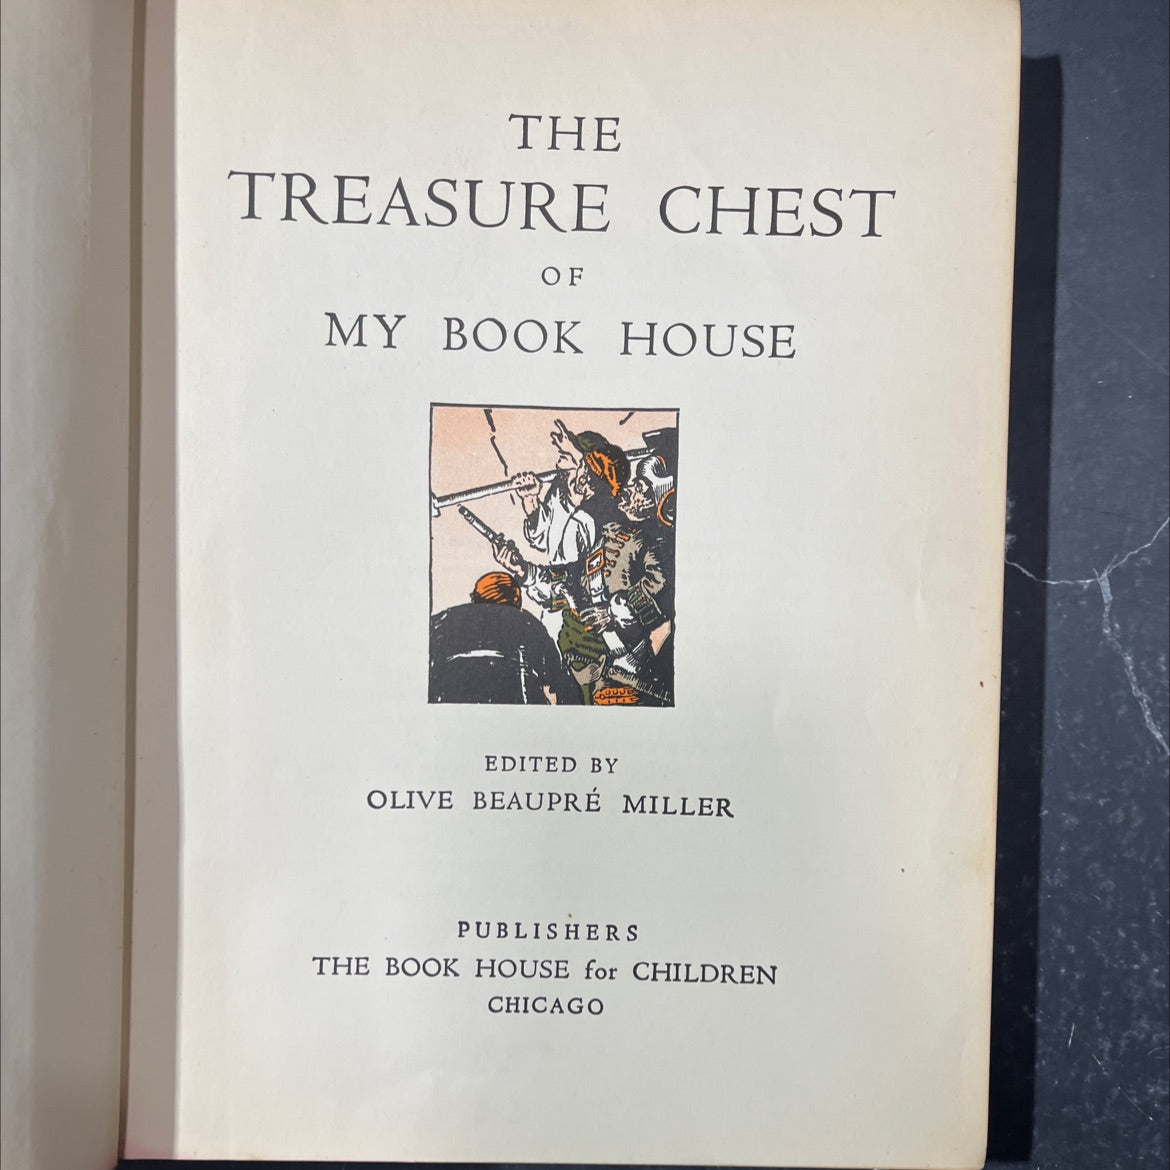 THE
TREASURE CHEST
OF
MY BOOK HOUSE
EDITED BY
OLIVE BEAUPRÉ MILLER
PUBLISHERS
THE BOOK HOUSE for CHILDREN
CHICAGO